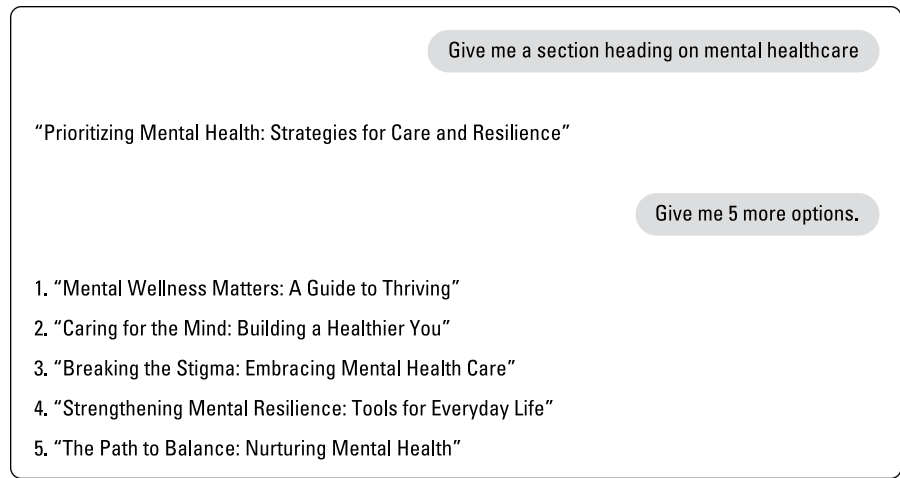 Give me a section heading on mental healthcare
“Prioritizing Mental Health: Strategies for Care and Resilience”
Give me 5 more options.
1. “Mental Wellness Matters: A Guide to Thriving”
2. “Caring for the Mind: Building a Healthier You”
3. “Breaking the Stigma: Embracing Mental Health Care”
4. “Strengthening Mental Resilience: Tools for Everyday Life”
5. “The Path to Balance: Nurturing Mental Health”